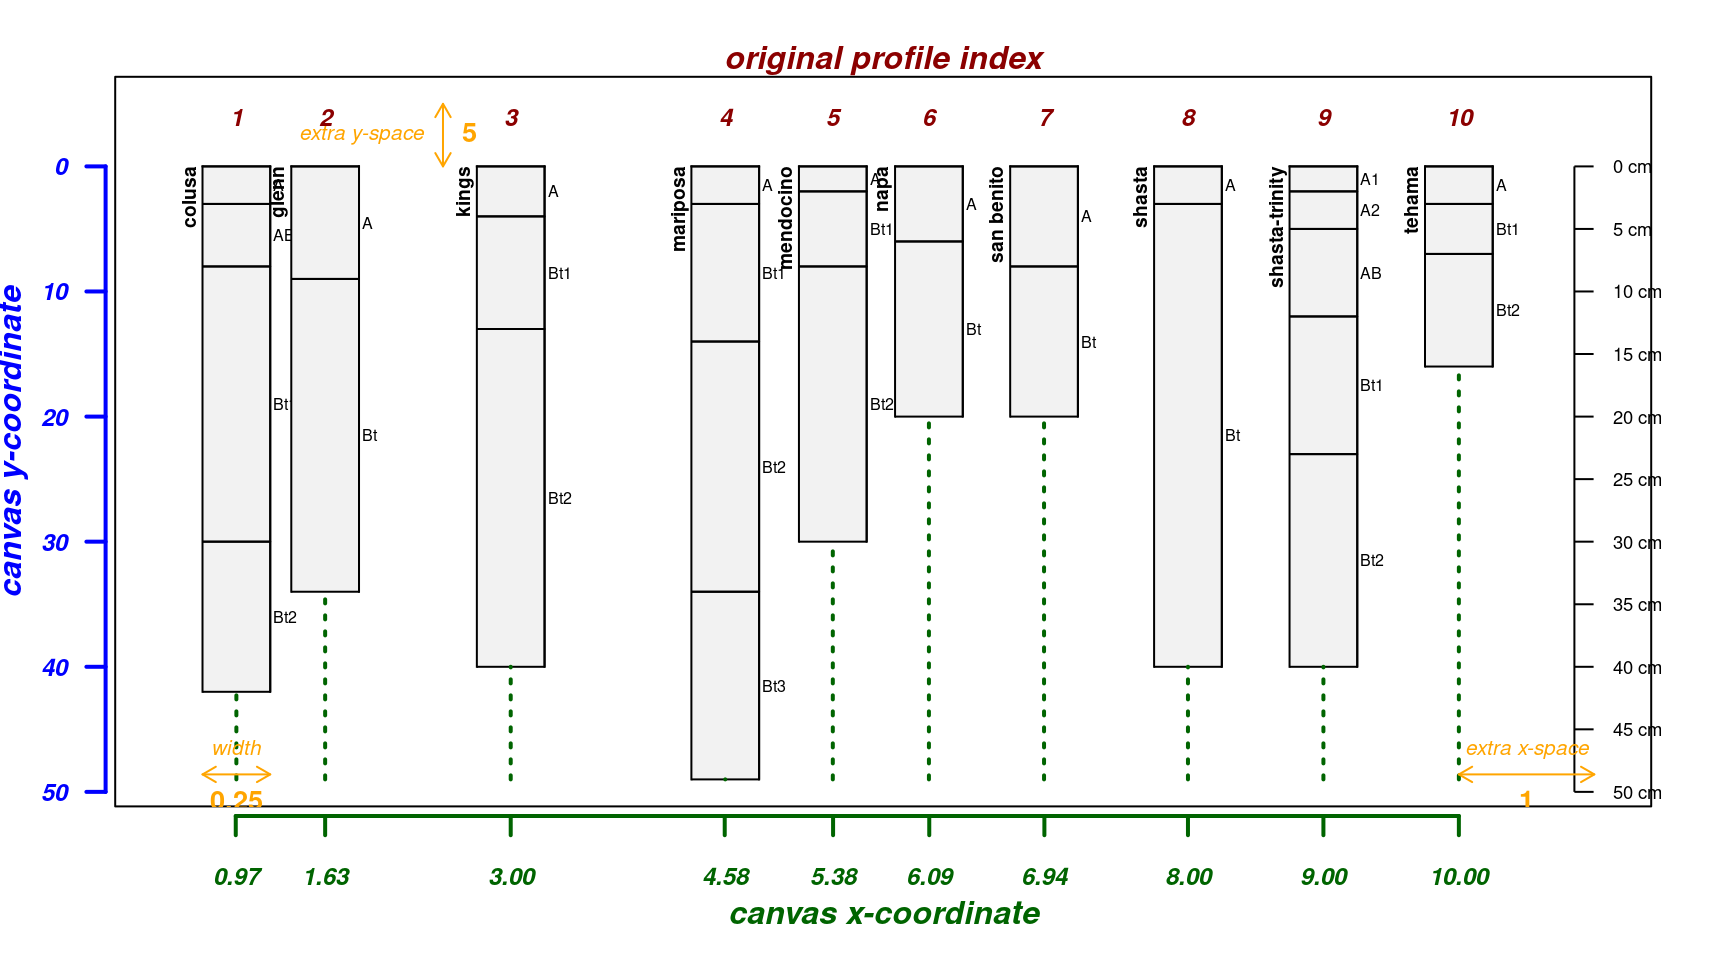 original profile index
1 2 3 4 5 6 7 8 9 10
extra y-space 5
canvas y-coordinate
0
10
20
30
40
50
colusa
AB
Bt1
Bt2
glenn
A
Bt
kings
A
Bt1
Bt2
mariposa
A
Bt1
Bt2
Bt3
mendocino
A
Bt1
Bt2
napa
A
Bt
san benito
A
Bt
shasta
A
Bt
shasta-trinity
A1
A2
AB
Bt1
Bt2
tehama
A
Bt1
Bt2
0 cm
5 cm
10 cm
15 cm
20 cm
25 cm
30 cm
35 cm
40 cm
45 cm
50 cm
width
0.25
extra x-space
1
0.97 1.63 3.00 4.58 5.38 6.09 6.94 8.00 9.00 10.00
canvas x-coordinate